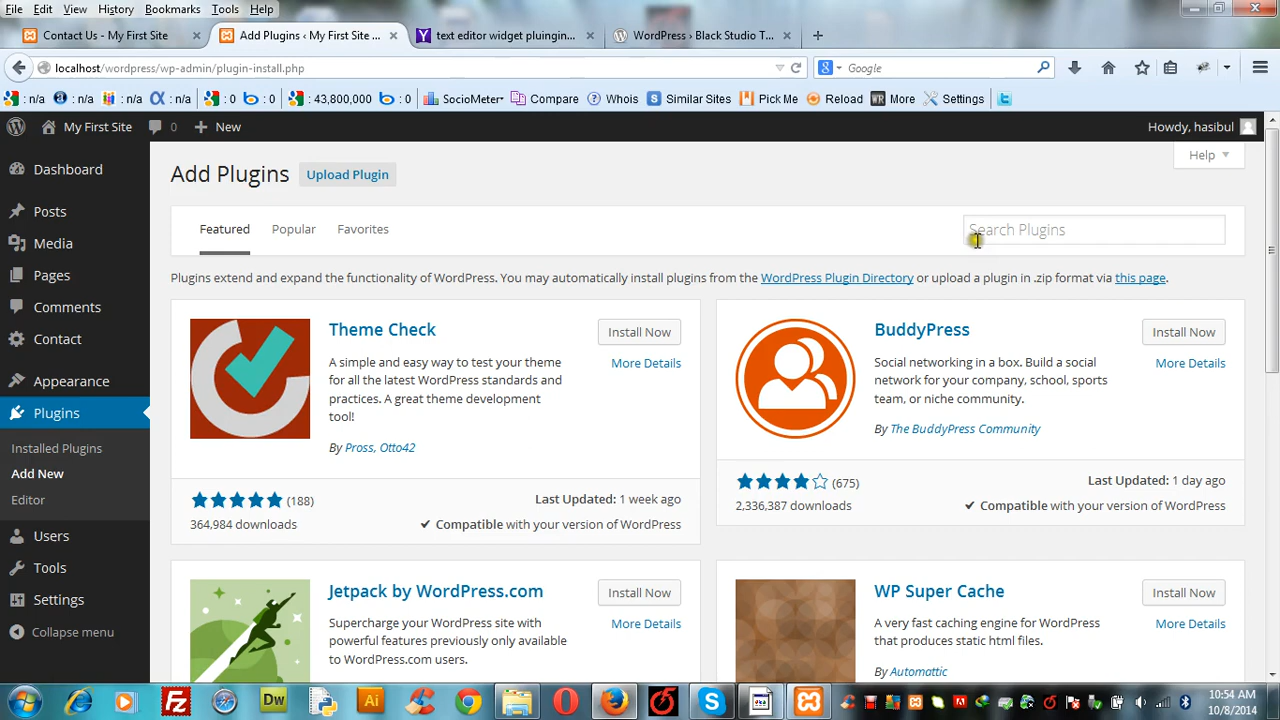 File Edit View History Bookmarks Tools Help
Contact Us - My First Site × Add Plugins ‹ My First Site ... × text editor widget pluinging... × WordPress › Black Studio T... × +
localhost/wordpress/wp-admin/plugin-install.php Google
: n/a : n/a : n/a : n/a : 0 : 0 : 43,800,000 : 0 SocioMeter Compare Whois Similar Sites Pick Me Reload More Settings
My First Site 0 + New Howdy, hasibul
Help
Dashboard
Posts
Media
Pages
Comments
Contact
Appearance
Plugins
Installed Plugins
Add New
Editor
Users
Tools
Settings
Collapse menu
Add Plugins Upload Plugin
Featured Popular Favorites Search Plugins
Plugins extend and expand the functionality of WordPress. You may automatically install plugins from the WordPress Plugin Directory or upload a plugin in .zip format via this page.
Theme Check Install Now
More Details
A simple and easy way to test your theme
for all the latest WordPress standards and
practices. A great theme development
tool!
By Pross, Otto42
(188) Last Updated: 1 week ago
364,984 downloads Compatible with your version of WordPress
BuddyPress Install Now
More Details
Social networking in a box. Build a social
network for your company, school, sports
team, or niche community.
By The BuddyPress Community
(675) Last Updated: 1 day ago
2,336,387 downloads Compatible with your version of WordPress
Jetpack by WordPress.com Install Now
More Details
Supercharge your WordPress site with
powerful features previously only available
to WordPress.com users.
WP Super Cache Install Now
More Details
A very fast caching engine for WordPress
that produces static html files.
By Automattic
Fz Dw Ai
10:54 AM
10/8/2014